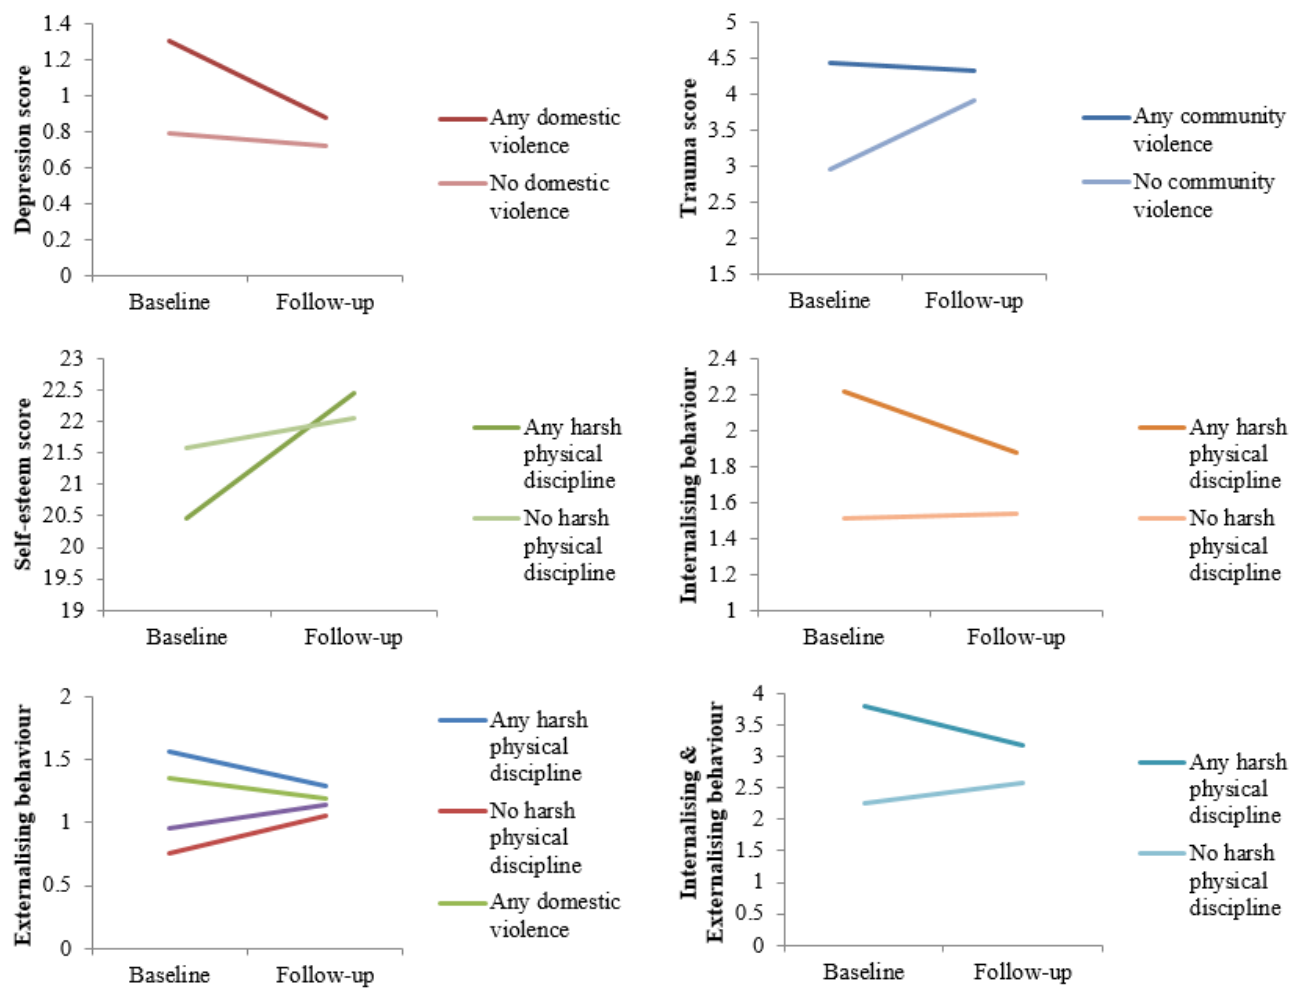 Depression score
1.4
1.2
1
0.8
0.6
0.4
0.2
0
Baseline
Follow-up
Any domestic
violence
No domestic
violence
Trauma score
5
4.5
4
3.5
3
2.5
2
1.5
Baseline
Follow-up
Any community
violence
No community
violence
Self-esteem score
23
22.5
22
21.5
21
20.5
20
19.5
19
Baseline
Follow-up
Any harsh
physical
discipline
No harsh
physical
discipline
Internalising behaviour
2.4
2.2
2
1.8
1.6
1.4
1.2
1
Baseline
Follow-up
Any harsh
physical
discipline
No harsh
physical
discipline
Externalising behaviour
2
1.5
1
0.5
0
Baseline
Follow-up
Any harsh
physical
discipline
No harsh
physical
discipline
Any domestic
violence
Internalising &
Externalising behaviour
4
3.5
3
2.5
2
1.5
1
0.5
0
Baseline
Follow-up
Any harsh
physical
discipline
No harsh
physical
discipline